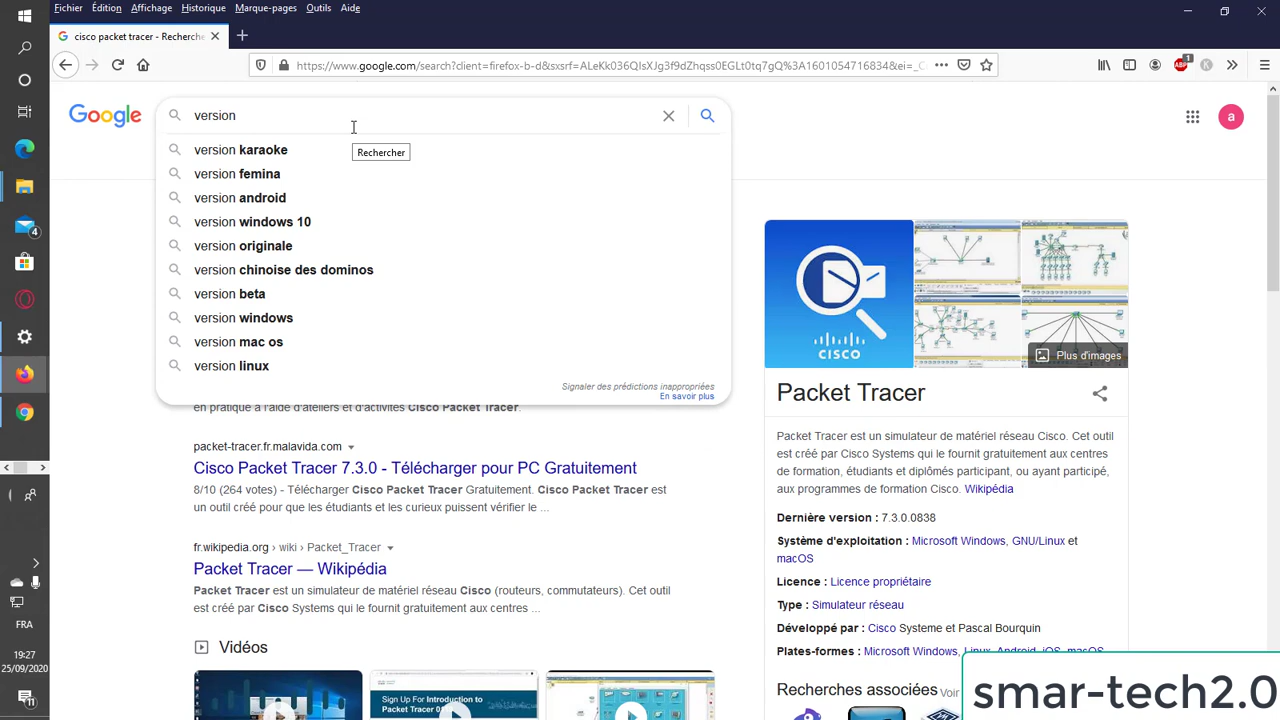 Fichier Édition Affichage Historique Marque-pages Outils Aide
cisco packet tracer - Recherche
https://www.google.com/search?client=firefox-b-d&sxsrf=ALeKk036QIsXJg3f9dZhqss0EGLt0tq7gQ%3A1601054716834&ei=_C
ABP 1
Google
version
a
Rechercher
version karaoke
version femina
version android
version windows 10
version originale
version chinoise des dominos
version beta
version windows
version mac os
version linux
Signaler des prédictions inappropriées
En savoir plus
en pratique à l'aide d'ateliers et d'activités Cisco Packet Tracer.
packet-tracer.fr.malavida.com
Cisco Packet Tracer 7.3.0 - Télécharger pour PC Gratuitement
8/10 (264 votes) - Télécharger Cisco Packet Tracer Gratuitement. Cisco Packet Tracer est
un outil créé pour que les étudiants et les curieux puissent vérifier le ...
fr.wikipedia.org › wiki › Packet_Tracer
Packet Tracer — Wikipédia
Packet Tracer est un simulateur de matériel réseau Cisco (routeurs, commutateurs). Cet outil
est créé par Cisco Systems qui le fournit gratuitement aux centres ...
Vidéos
Sign Up For Introduction to
CISCO
Plus d'images
Packet Tracer
Packet Tracer est un simulateur de matériel réseau Cisco. Cet outil
est créé par Cisco Systems qui le fournit gratuitement aux centres
de formation, étudiants et diplômés participant, ou ayant participé,
aux programmes de formation Cisco. Wikipédia
Dernière version : 7.3.0.0838
Système d'exploitation : Microsoft Windows, GNU/Linux et
macOS
Licence : Licence propriétaire
Type : Simulateur réseau
Développé par : Cisco Systeme et Pascal Bourquin
Plates-formes : Microsoft Windows, Linux, Android, iOS, macOS
Recherches associées Voir
smar-tech2.0
4
FRA
19:27
25/09/2020
11